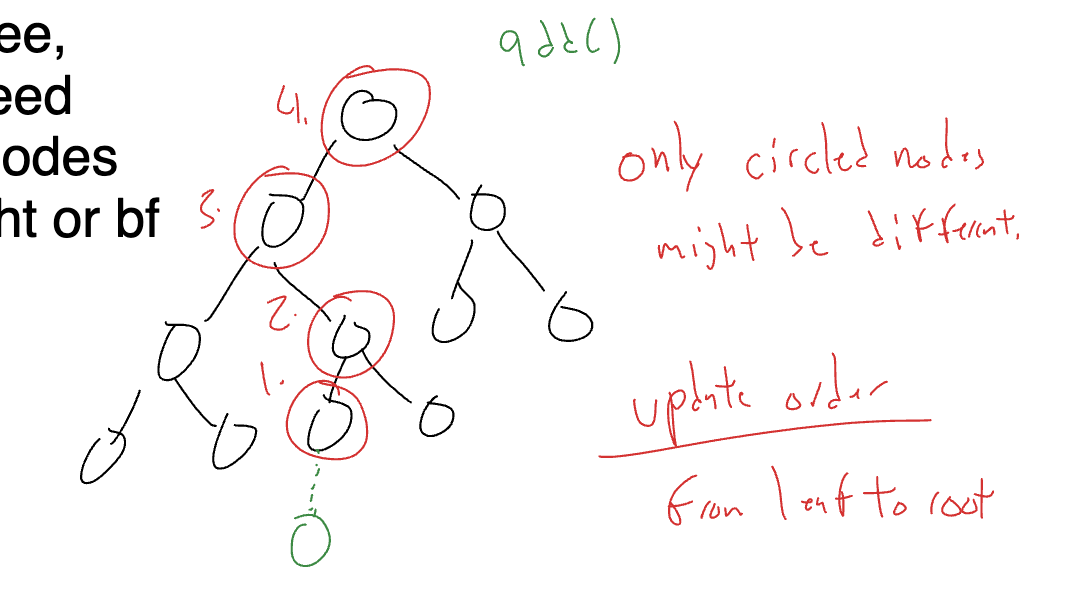 ee,
eed
odes
ht or bf
add()
4.
3.
2.
1.
only circled nodes
might be different.
update order
from leaf to root